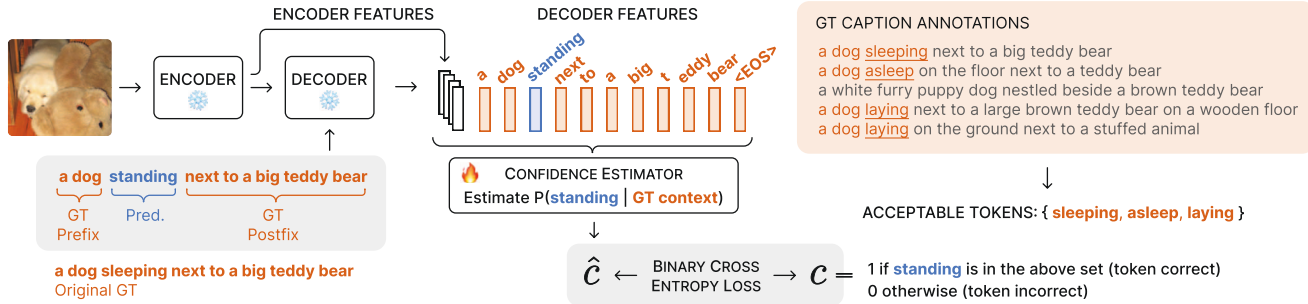 ENCODER FEATURES
DECODER FEATURES
ENCODER
DECODER
a dog standing next to a big t eddy bear <EOS>
a dog standing next to a big teddy bear
GT Prefix
Pred.
GT Postfix
a dog sleeping next to a big teddy bear
Original GT
CONFIDENCE ESTIMATOR
Estimate P(standing | GT context)
GT CAPTION ANNOTATIONS
a dog sleeping next to a big teddy bear
a dog asleep on the floor next to a teddy bear
a white furry puppy dog nestled beside a brown teddy bear
a dog laying next to a large brown teddy bear on a wooden floor
a dog laying on the ground next to a stuffed animal
ACCEPTABLE TOKENS: { sleeping, asleep, laying }
ĉ ← BINARY CROSS ENTROPY LOSS → c =
1 if standing is in the above set (token correct)
0 otherwise (token incorrect)